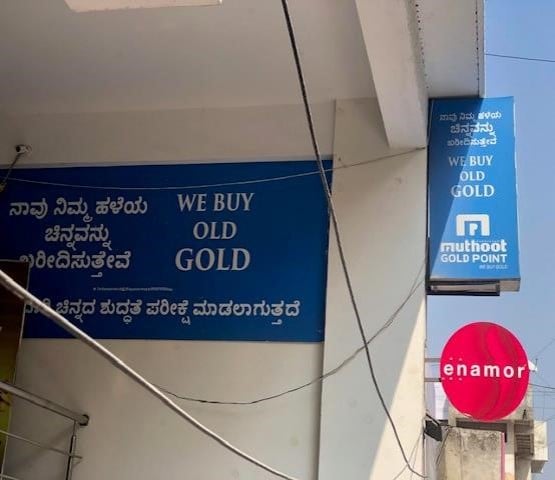 ನಾವು ನಿಮ್ಮ ಹಳೆಯ
ಚಿನ್ನವನ್ನು
ಖರೀದಿಸುತ್ತೇವೆ
WE BUY
OLD
GOLD
ಚಿನ್ನದ ಶುದ್ಧತೆ ಪರೀಕ್ಷೆ ಮಾಡಲಾಗುತ್ತದೆ
ನಾವು ನಿಮ್ಮ ಹಳೆಯ
ಚಿನ್ನವನ್ನು
ಖರೀದಿಸುತ್ತೇವೆ
WE BUY
OLD
GOLD
muthoot
GOLD POINT
WE BUY GOLD
enamor